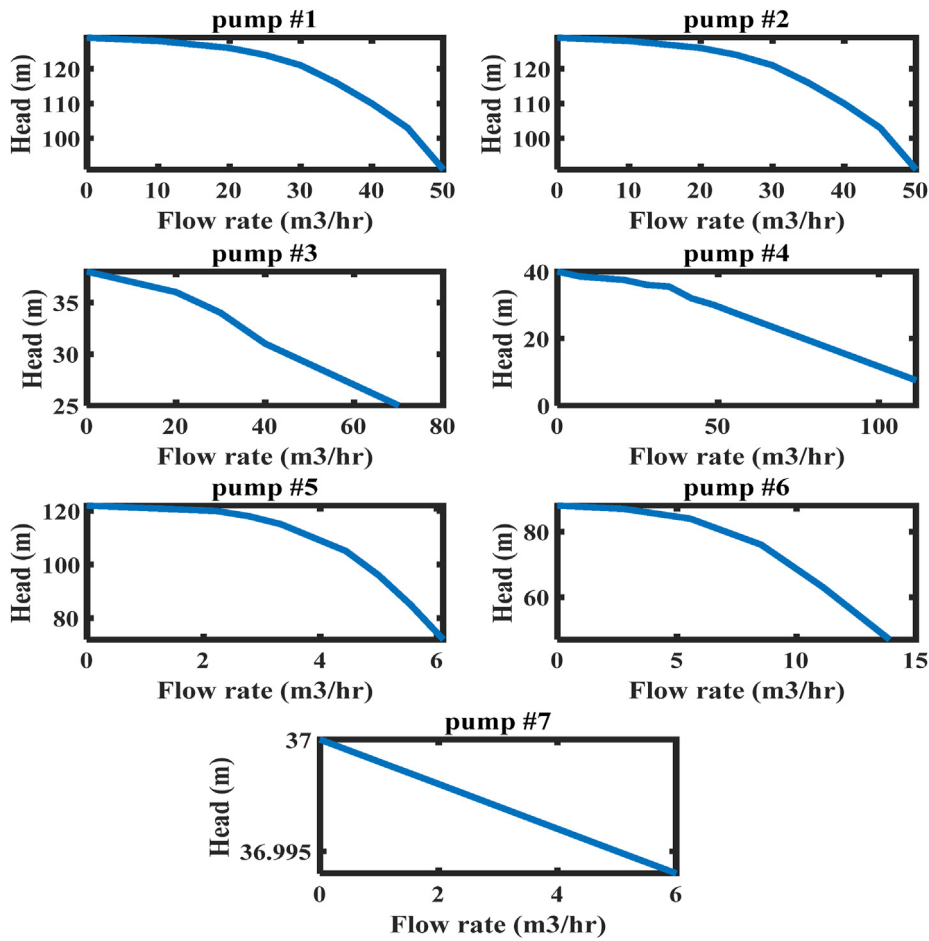 pump #1
Head (m)
120
110
100
0 10 20 30 40 50
Flow rate (m3/hr)
pump #2
Head (m)
120
110
100
0 10 20 30 40 50
Flow rate (m3/hr)
pump #3
Head (m)
35
30
25
0 20 40 60 80
Flow rate (m3/hr)
pump #4
Head (m)
40
20
0
0 50 100
Flow rate (m3/hr)
pump #5
Head (m)
120
100
80
0 2 4 6
Flow rate (m3/hr)
pump #6
Head (m)
80
60
0 5 10 15
Flow rate (m3/hr)
pump #7
Head (m)
37
36.995
0 2 4 6
Flow rate (m3/hr)